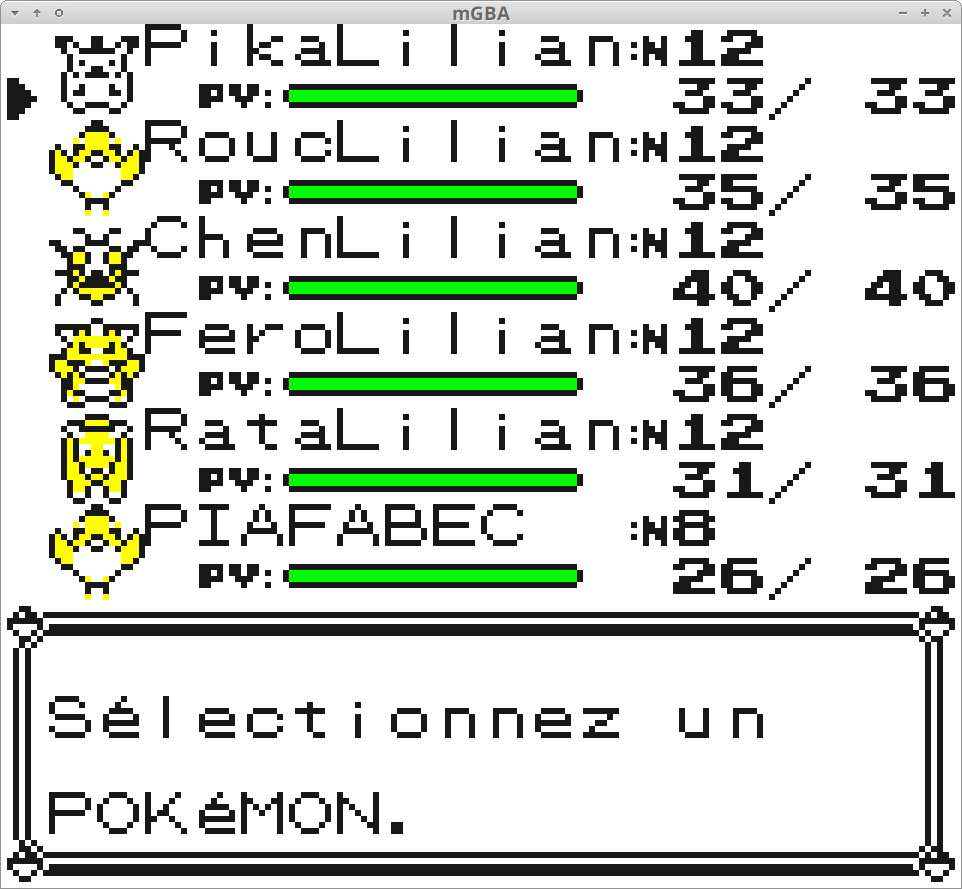 mGBA
PikaLilian:N12
PV: 33/ 33
RoucLilian:N12
PV: 35/ 35
ChenLilian:N12
PV: 40/ 40
FeroLilian:N12
PV: 36/ 36
RataLilian:N12
PV: 31/ 31
PIAFABEC :N8
PV: 26/ 26
Sélectionnez un
POKéMON.